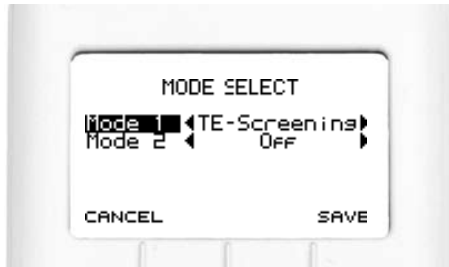 MODE SELECT
Mode 1 TE-Screening
Mode 2 Off
CANCEL SAVE